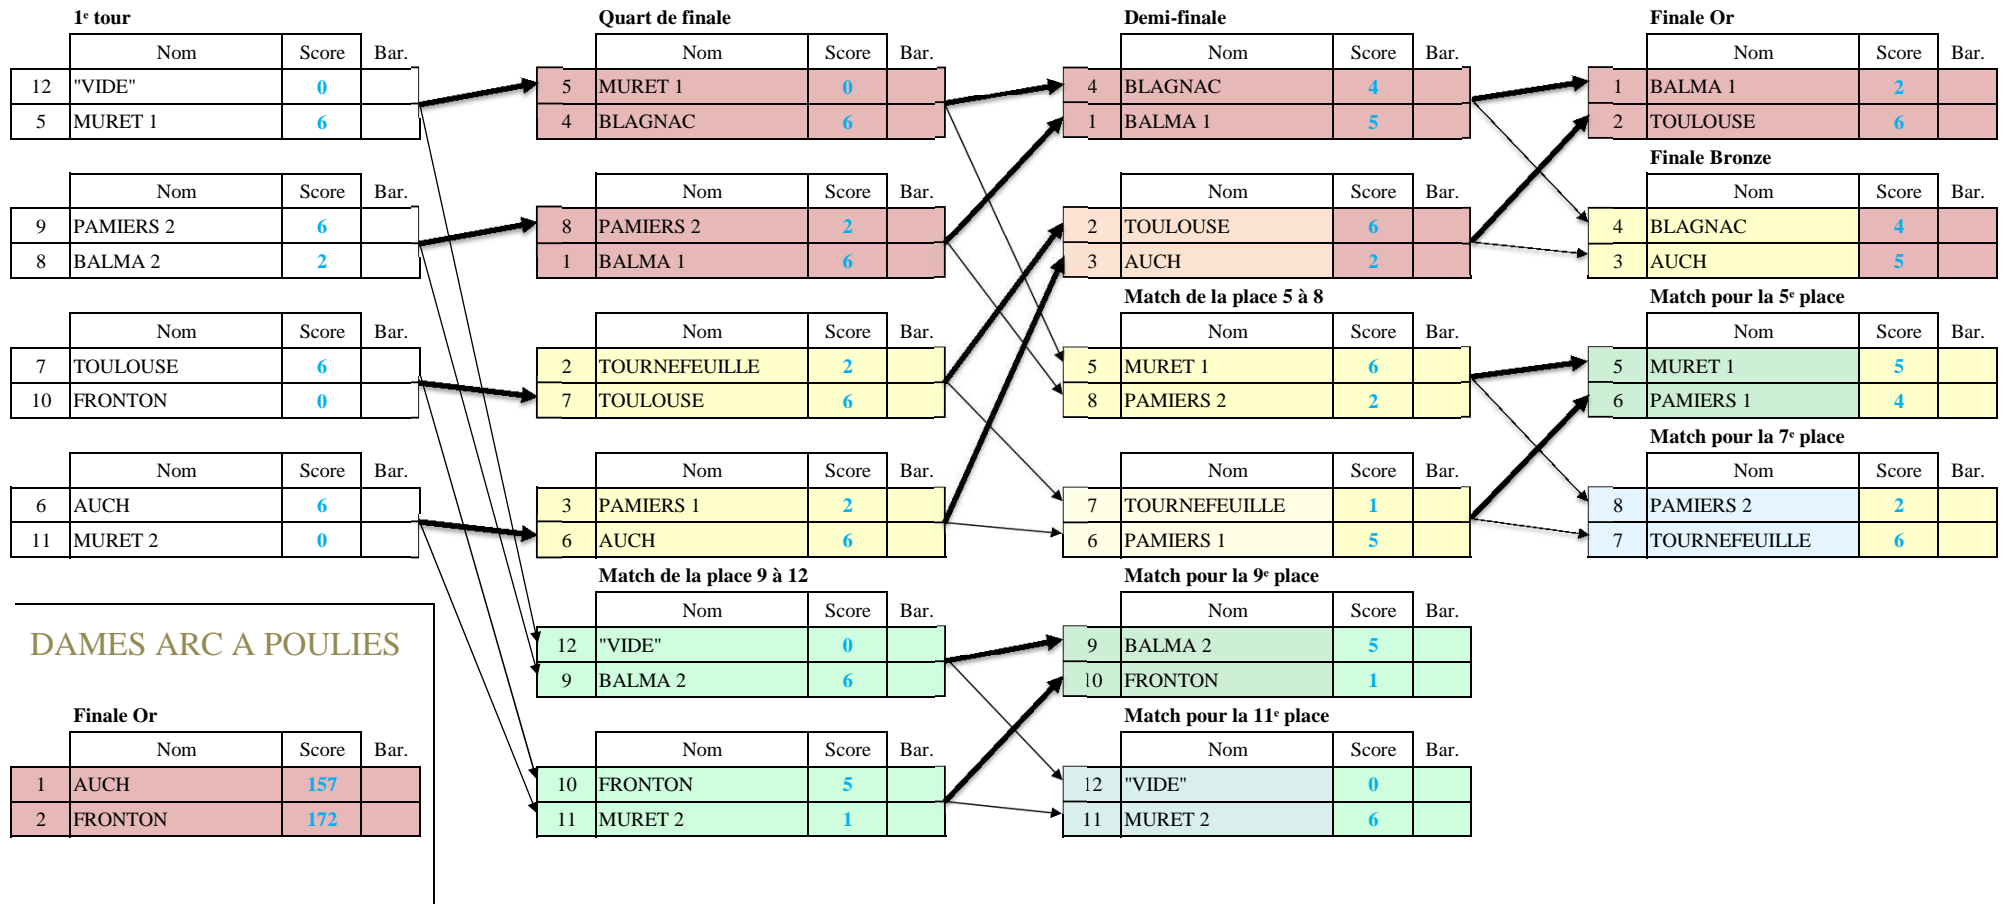 1e tour Quart de finale Demi-finale Finale Or
Nom Score Bar. Nom Score Bar. Nom Score Bar. Nom Score Bar.
12 "VIDE" 0 5 MURET 1 0 4 BLAGNAC 4 1 BALMA 1 2
5 MURET 1 6 4 BLAGNAC 6 1 BALMA 1 5 2 TOULOUSE 6
Finale Bronze
Nom Score Bar. Nom Score Bar. Nom Score Bar. Nom Score Bar.
9 PAMIERS 2 6 8 PAMIERS 2 2 2 TOULOUSE 6 4 BLAGNAC 4
8 BALMA 2 2 1 BALMA 1 6 3 AUCH 2 3 AUCH 5
Match de la place 5 à 8 Match pour la 5e place
Nom Score Bar. Nom Score Bar. Nom Score Bar. Nom Score Bar.
7 TOULOUSE 6 2 TOURNEFEUILLE 2 5 MURET 1 6 5 MURET 1 5
10 FRONTON 0 7 TOULOUSE 6 8 PAMIERS 2 2 6 PAMIERS 1 4
Match pour la 7e place
Nom Score Bar. Nom Score Bar. Nom Score Bar. Nom Score Bar.
6 AUCH 6 3 PAMIERS 1 2 7 TOURNEFEUILLE 1 8 PAMIERS 2 2
11 MURET 2 0 6 AUCH 6 6 PAMIERS 1 5 7 TOURNEFEUILLE 6
Match de la place 9 à 12 Match pour la 9e place
Nom Score Bar. Nom Score Bar.
DAMES ARC A POULIES 12 "VIDE" 0 9 BALMA 2 5
9 BALMA 2 6 10 FRONTON 1
Finale Or Match pour la 11e place
Nom Score Bar. Nom Score Bar. Nom Score Bar.
1 AUCH 157 10 FRONTON 5 12 "VIDE" 0
2 FRONTON 172 11 MURET 2 1 11 MURET 2 6